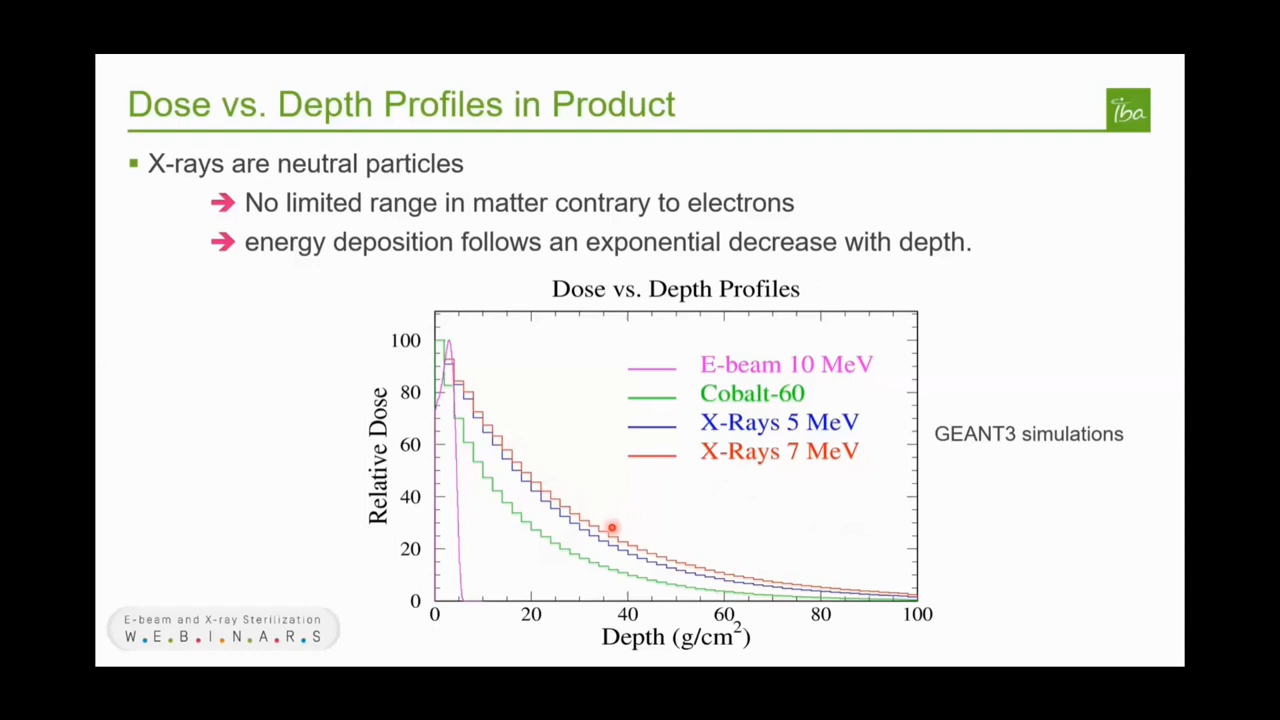 Dose vs. Depth Profiles in Product
iba
X-rays are neutral particles
No limited range in matter contrary to electrons
energy deposition follows an exponential decrease with depth.
Dose vs. Depth Profiles
100
80
60
40
20
0
Relative Dose
E-beam 10 MeV
Cobalt-60
X-Rays 5 MeV
X-Rays 7 MeV
GEANT3 simulations
0 20 40 60 80 100
Depth (g/cm²)
E-beam and X-ray Sterilization
W.E.B.I.N.A.R.S